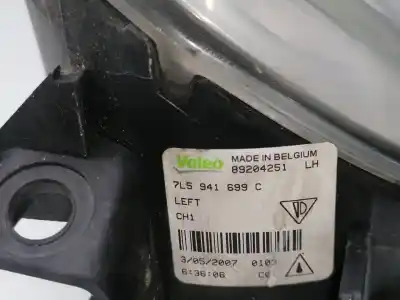 Valeo MADE IN BELGIUM
89204251 LH
7L5 941 699 C
LEFT
CH1
3/05/2007
6:36:06